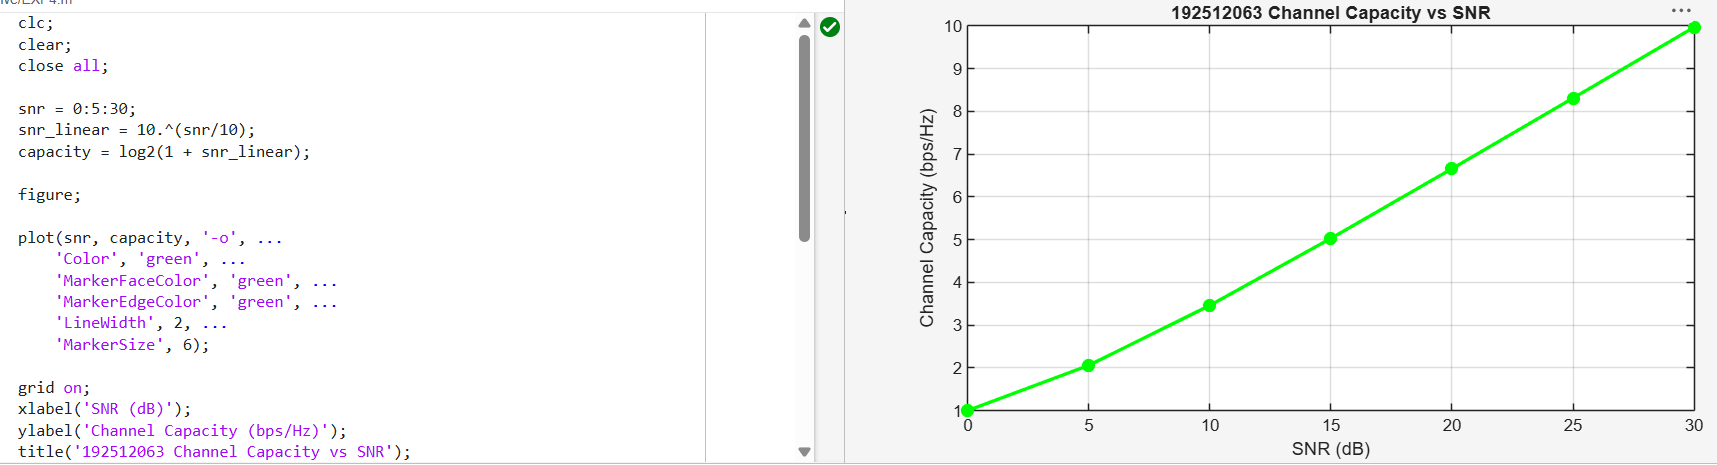 clc;
clear;
close all;
snr = 0:5:30;
snr_linear = 10.^(snr/10);
capacity = log2(1 + snr_linear);
figure;
plot(snr, capacity, '-o', ...
'Color', 'green', ...
'MarkerFaceColor', 'green', ...
'MarkerEdgeColor', 'green', ...
'LineWidth', 2, ...
'MarkerSize', 6);
grid on;
xlabel('SNR (dB)');
ylabel('Channel Capacity (bps/Hz)');
title('192512063 Channel Capacity vs SNR');
192512063 Channel Capacity vs SNR
Channel Capacity (bps/Hz)
10
9
8
7
6
5
4
3
2
1
0 5 10 15 20 25 30
SNR (dB)